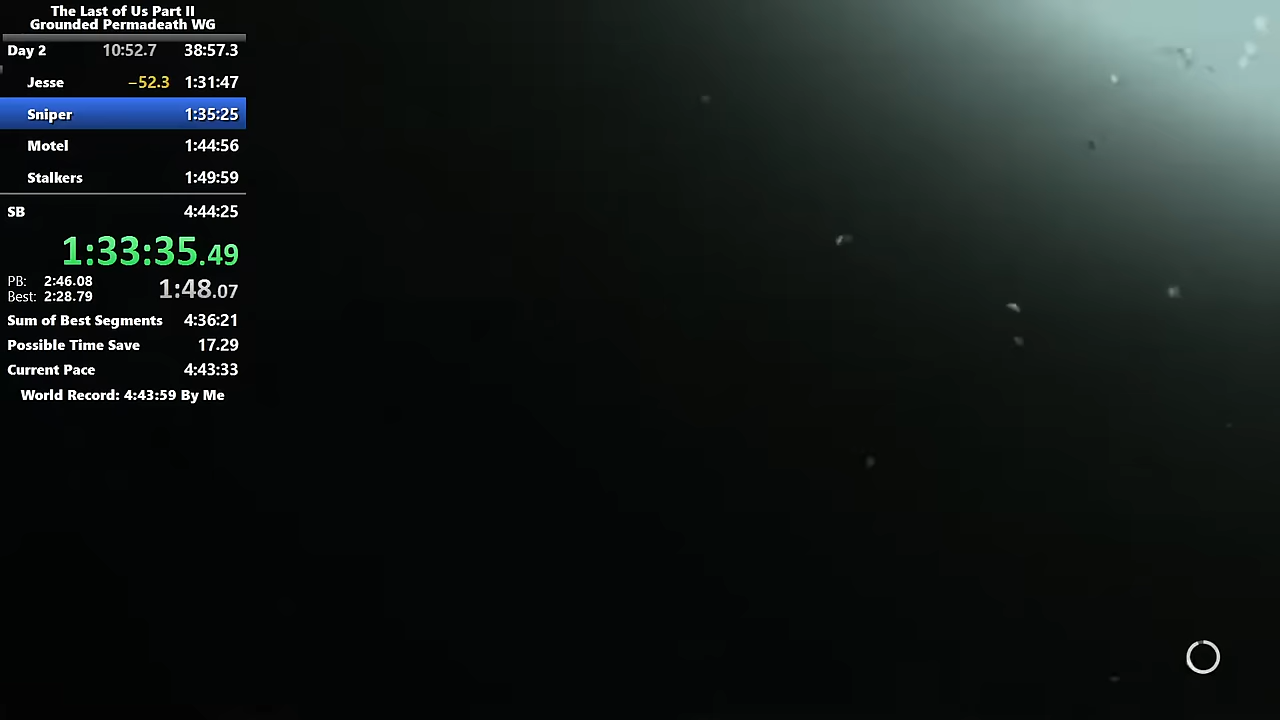 The Last of Us Part II
Grounded Permadeath WG
Day 2 10:52.7 38:57.3
Jesse −52.3 1:31:47
Sniper 1:35:25
Motel 1:44:56
Stalkers 1:49:59
SB 4:44:25
1:33:35.49
PB: 2:46.08
Best: 2:28.79 1:48.07
Sum of Best Segments 4:36:21
Possible Time Save 17.29
Current Pace 4:43:33
World Record: 4:43:59 By Me